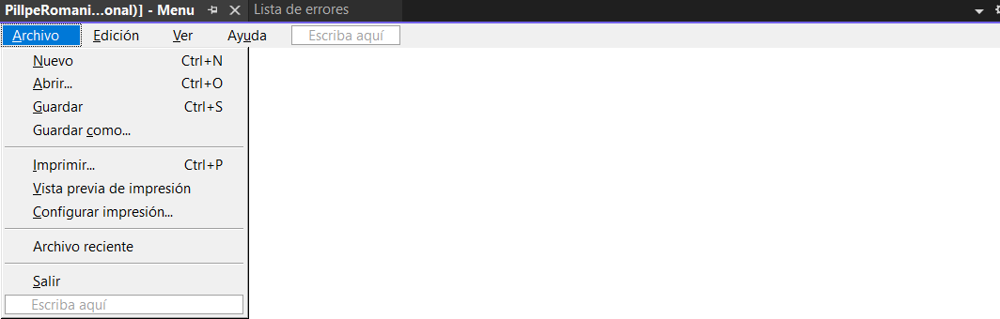 PillpeRomani...onal)] - Menu
Lista de errores
Archivo Edición Ver Ayuda Escriba aquí
Nuevo Ctrl+N
Abrir... Ctrl+O
Guardar Ctrl+S
Guardar como...
Imprimir... Ctrl+P
Vista previa de impresión
Configurar impresión...
Archivo reciente
Salir
Escriba aquí